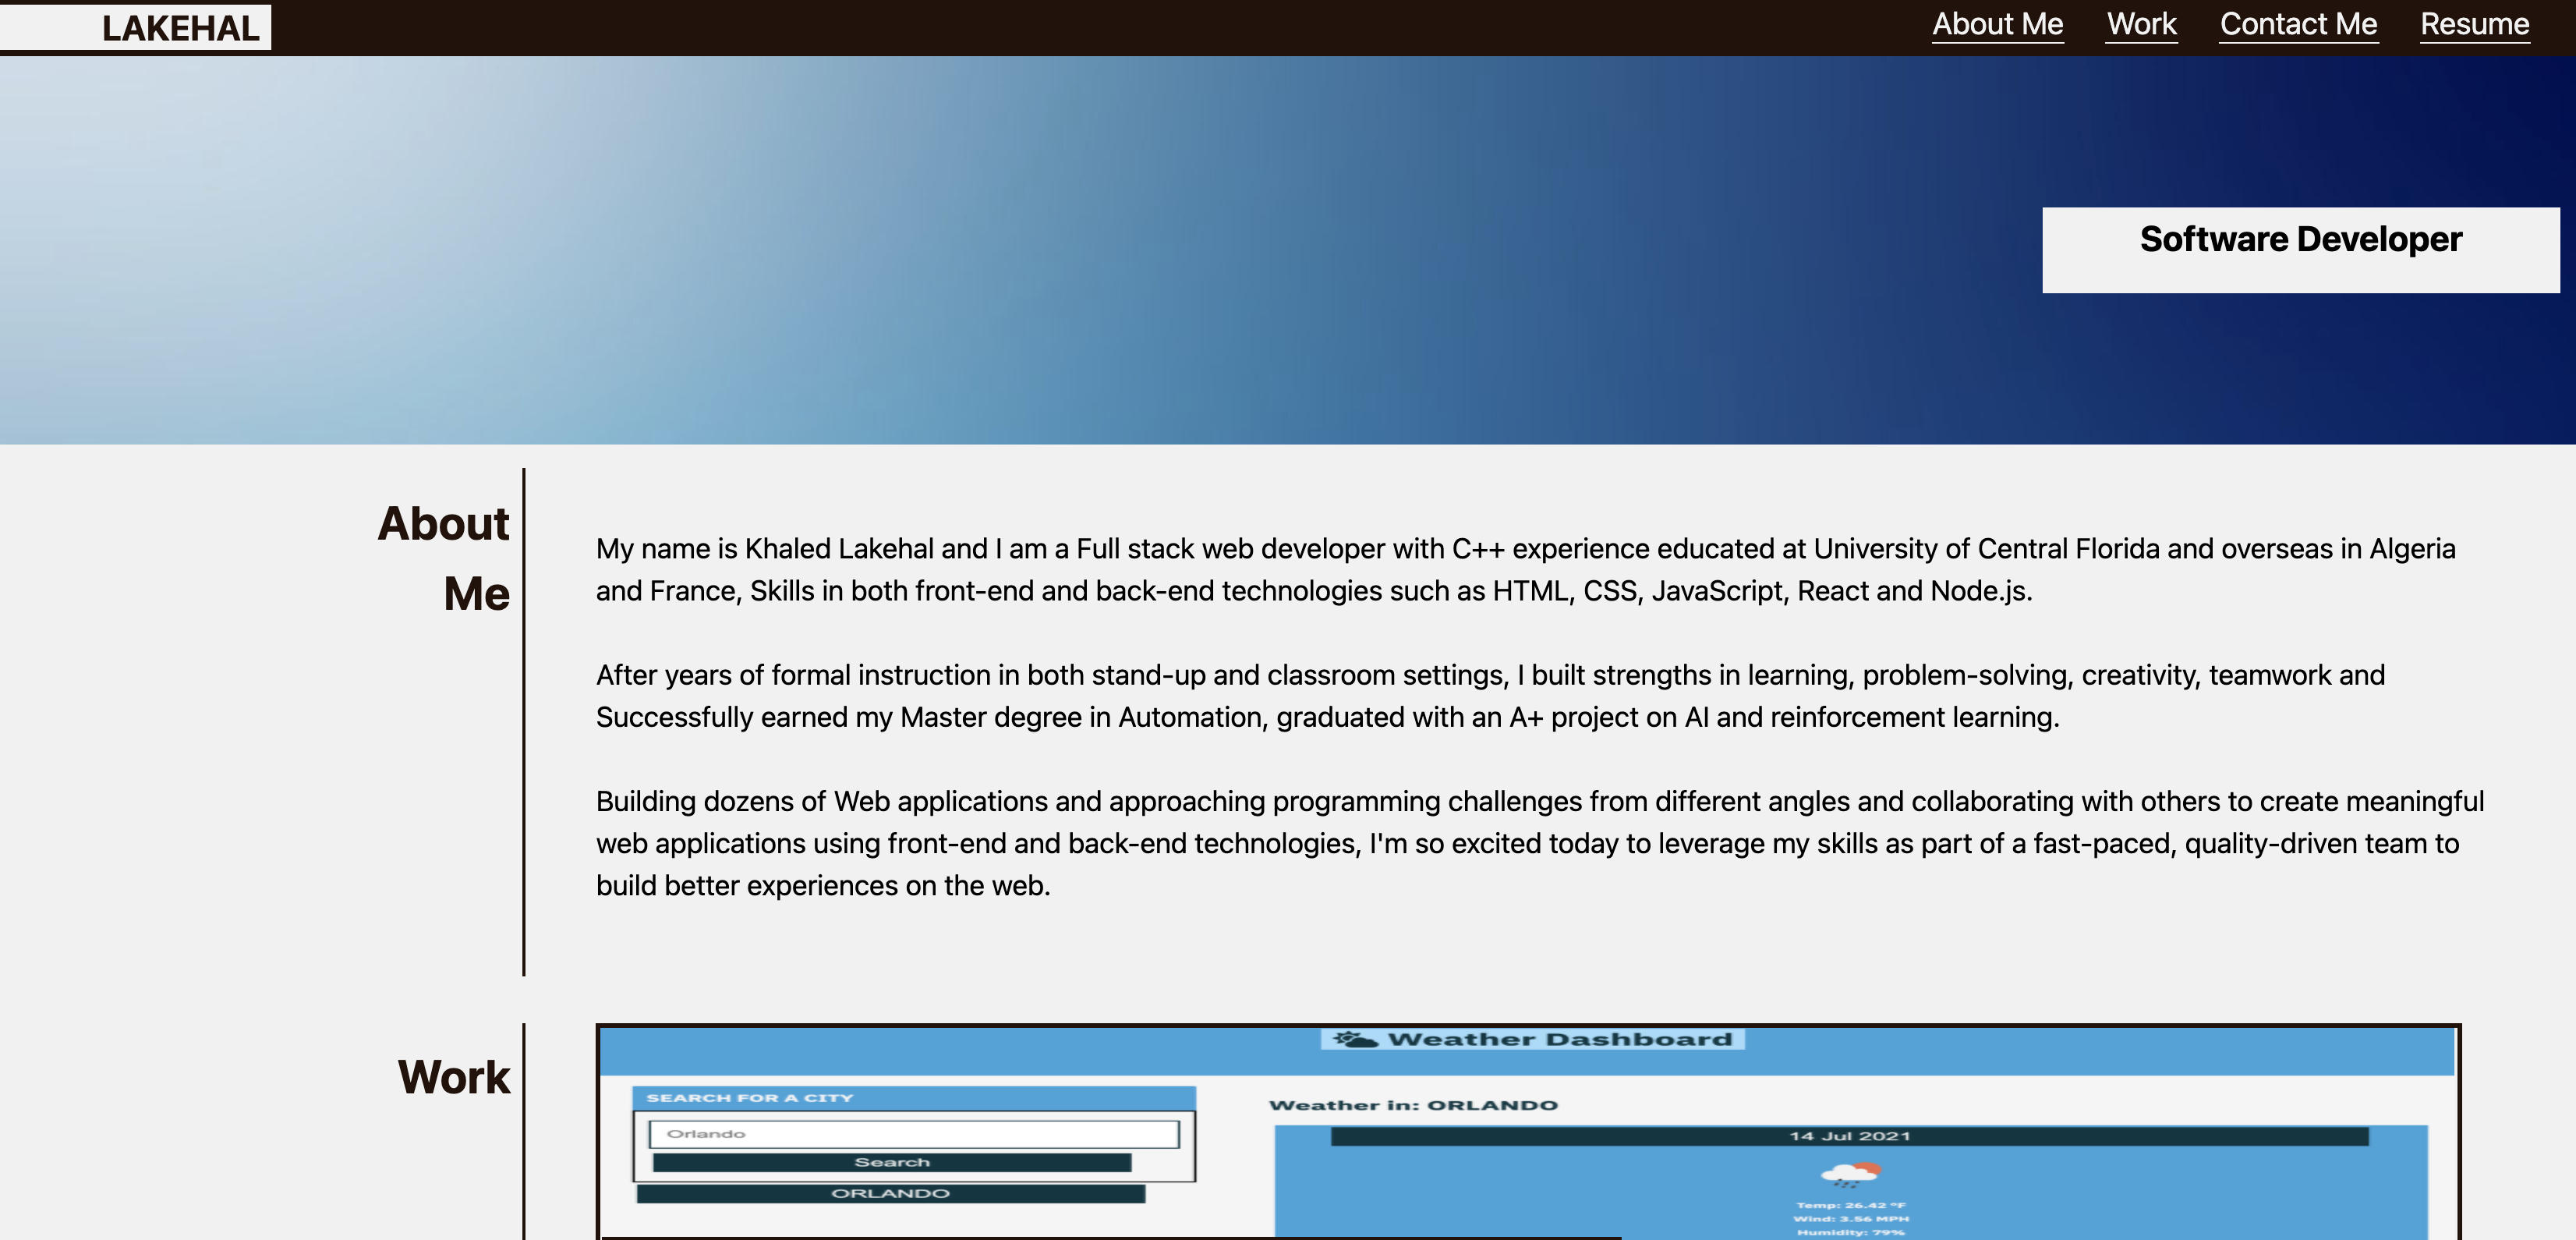 LAKEHAL
About Me Work Contact Me Resume
Software Developer
About
Me
My name is Khaled Lakehal and I am a Full stack web developer with C++ experience educated at University of Central Florida and overseas in Algeria
and France, Skills in both front-end and back-end technologies such as HTML, CSS, JavaScript, React and Node.js.
After years of formal instruction in both stand-up and classroom settings, I built strengths in learning, problem-solving, creativity, teamwork and
Successfully earned my Master degree in Automation, graduated with an A+ project on AI and reinforcement learning.
Building dozens of Web applications and approaching programming challenges from different angles and collaborating with others to create meaningful
web applications using front-end and back-end technologies, I'm so excited today to leverage my skills as part of a fast-paced, quality-driven team to
build better experiences on the web.
Work
Weather Dashboard
SEARCH FOR A CITY
Orlando
Search
ORLANDO
Weather in: ORLANDO
14 Jul 2021
Temp: 26.42 °F
Wind: 3.56 MPH
Humidity: 79%